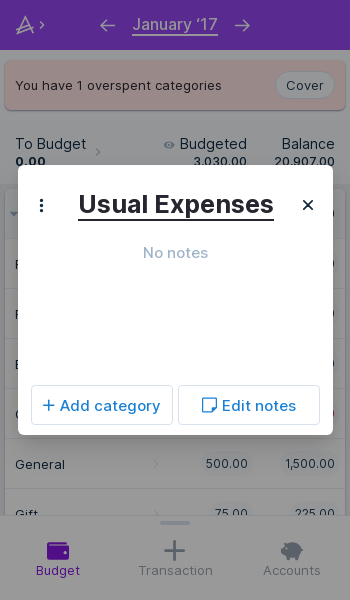 January ‘17
You have 1 overspent categories
Cover
To Budget
Budgeted
Balance
0.00
3,030.00
20,907.00
Usual Expenses
No notes
Add category
Edit notes
General
500.00
1,500.00
Gift
75.00
225.00
Budget
Transaction
Accounts